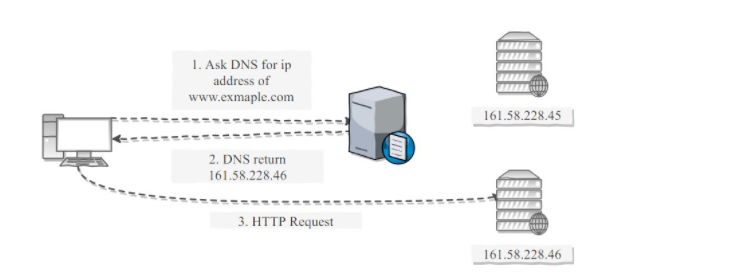 1. Ask DNS for ip
address of
www.exmaple.com
161.58.228.45
2. DNS return
161.58.228.46
3. HTTP Request
161.58.228.46